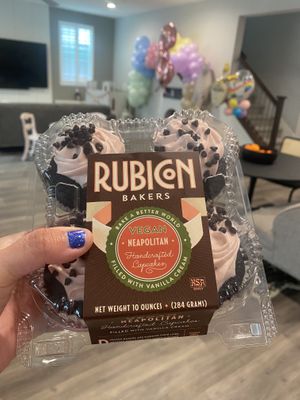 RUBICON
BAKERS
BAKE A BETTER WORLD
VEGAN
NEAPOLITAN
Handcrafted
Cupcakes
FILLED WITH VANILLA CREAM
NET WEIGHT 10 OUNCES • (284 GRAMS)
NEAPOLITAN
Handcrafted Cupcakes
FILLED WITH VANILLA CREAM